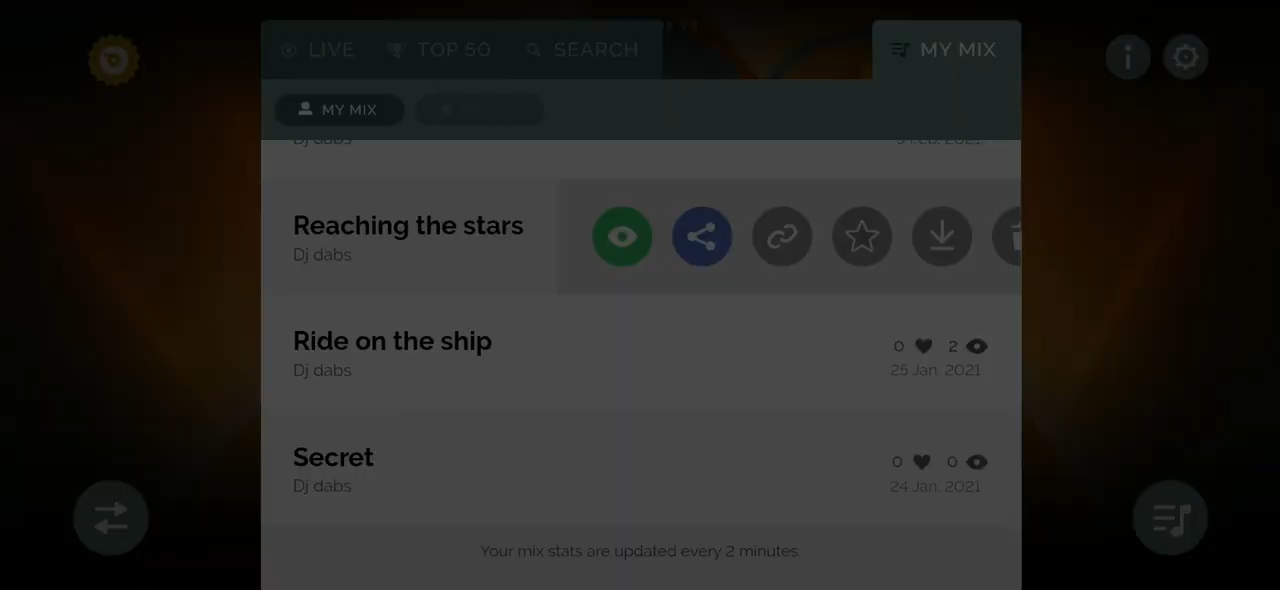 LIVE TOP 50 SEARCH MY MIX
MY MIX
Dj dabs
Reaching the stars
Dj dabs
Ride on the ship
0 2
Dj dabs
25 Jan. 2021
Secret
0 0
Dj dabs
24 Jan. 2021
Your mix stats are updated every 2 minutes